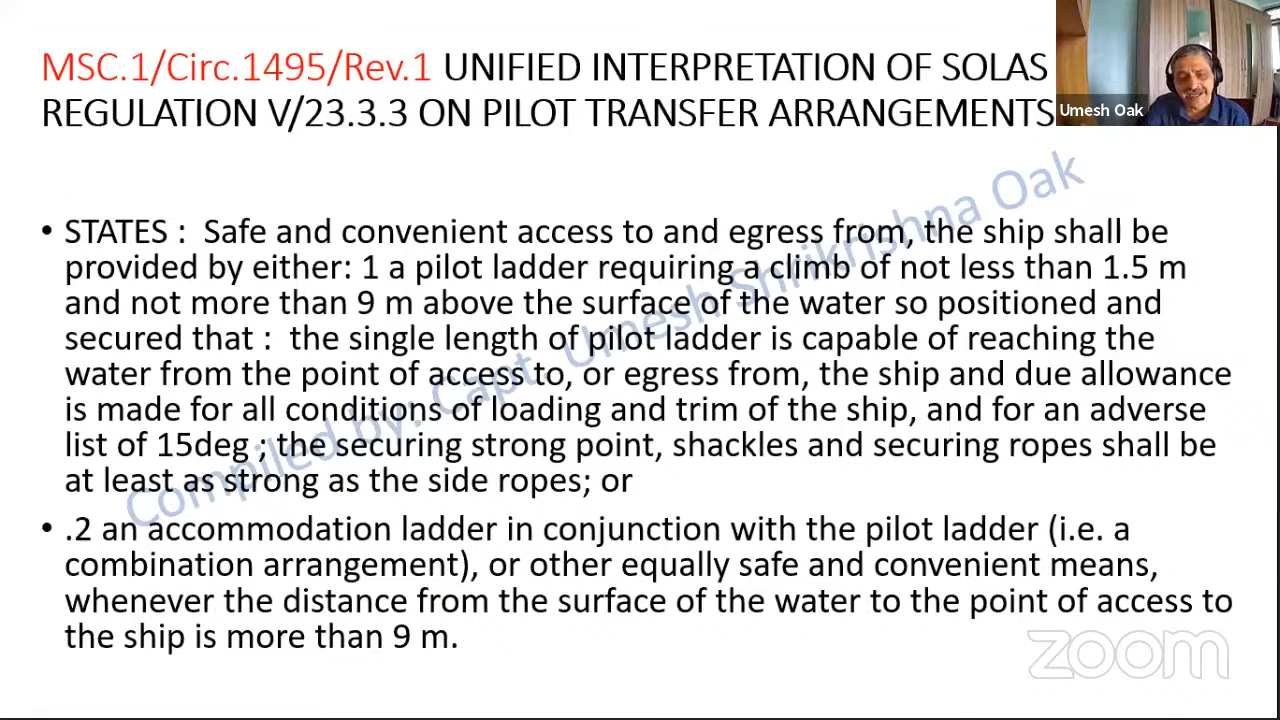 MSC.1/Circ.1495/Rev.1 UNIFIED INTERPRETATION OF SOLAS
REGULATION V/23.3.3 ON PILOT TRANSFER ARRANGEMENTS
Umesh Oak
• STATES : Safe and convenient access to and egress from, the ship shall be
provided by either: 1 a pilot ladder requiring a climb of not less than 1.5 m
and not more than 9 m above the surface of the water so positioned and
secured that : the single length of pilot ladder is capable of reaching the
water from the point of access to, or egress from, the ship and due allowance
is made for all conditions of loading and trim of the ship, and for an adverse
list of 15deg ; the securing strong point, shackles and securing ropes shall be
at least as strong as the side ropes; or
• .2 an accommodation ladder in conjunction with the pilot ladder (i.e. a
combination arrangement), or other equally safe and convenient means,
whenever the distance from the surface of the water to the point of access to
the ship is more than 9 m.
Compiled by: Capt. Umesh Shrikrishna Oak
zoom